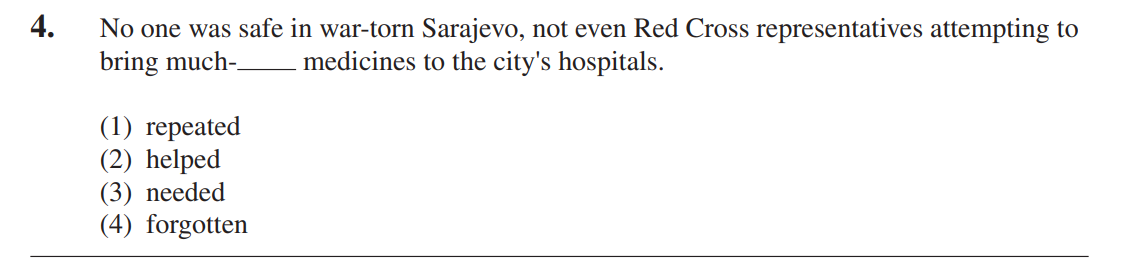 4. No one was safe in war-torn Sarajevo, not even Red Cross representatives attempting to
bring much-____ medicines to the city's hospitals.
(1) repeated
(2) helped
(3) needed
(4) forgotten